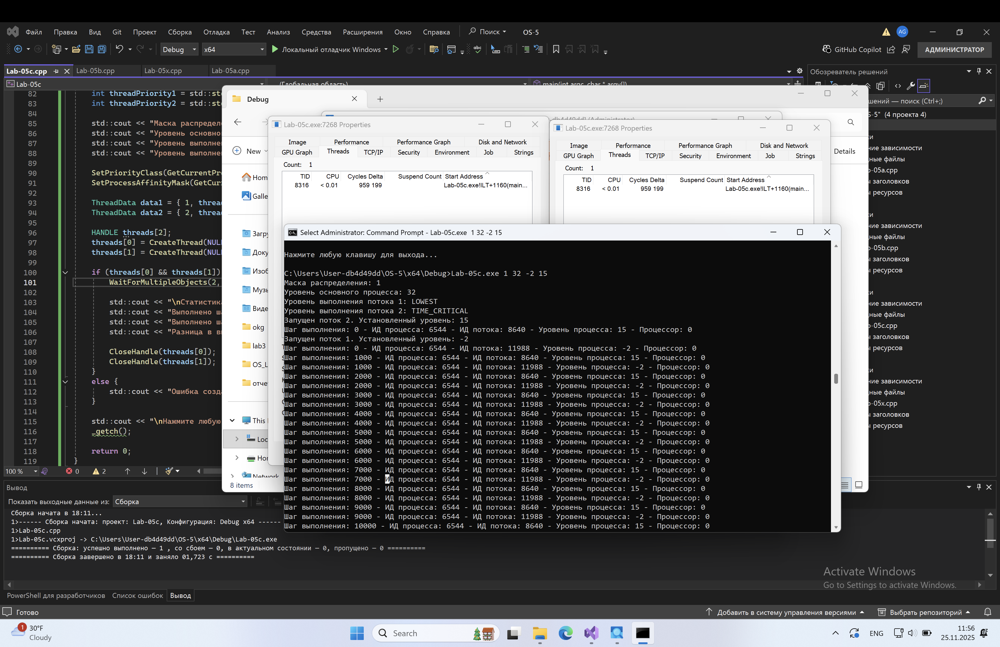 Файл Правка Вид Git Проект Сборка Отладка Тест Анализ Средства Расширения Окно Справка Поиск OS-5 AG
Debug x64 Локальный отладчик Windows GitHub Copilot АДМИНИСТРАТОР
Lab-05c.cpp Lab-05b.cpp Lab-05x.cpp Lab-05a.cpp
Lab-05c (Глобальная область) main(int argc, char * argv[])
82 int threadPriority1 = std::st
83 int threadPriority2 = std::st
84
85 std::cout << "Маска распредел
86 std::cout << "Уровень основно
87 std::cout << "Уровень выполне
88 std::cout << "Уровень выполне
89
90 SetPriorityClass(GetCurrentPr
91 SetProcessAffinityMask(GetCur
92
93 ThreadData data1 = { 1, threa
94 ThreadData data2 = { 2, threa
95
96 HANDLE threads[2];
97 threads[0] = CreateThread(NUL
98 threads[1] = CreateThread(NUL
99
100 if (threads[0] && threads[1])
101 WaitForMultipleObjects(2,
102
103 std::cout << "\nСтатистика
104 std::cout << "Выполнено ша
105 std::cout << "Выполнено ша
106 std::cout << "Разница в вы
107
108 CloseHandle(threads[0]);
109 CloseHandle(threads[1]);
110 }
111 else {
112 std::cout << "Ошибка созда
113 }
114
115 std::cout << "\nНажмите любую
116 _getch();
117
118 return 0;
119 }
100 % 0 2
Debug
New
Details
Hom
Galle
Загру
Доку
Изоб
Музы
Виде
okg
lab3
OS_L
отче
This
Loc
Hor
Network
8 items
-db4d49dd] (Administrator)
Lab-05c.exe:7268 Properties
Image Performance Performance Graph Disk and Network
GPU Graph Threads TCP/IP Security Environment Job Strings
Count: 1
TID CPU Cycles Delta Suspend Count Start Address
8316 < 0.01 959 199 Lab-05c.exe!ILT+1160(main...
Lab-05c.exe:7268 Properties
Image Performance Performance Graph Disk and Network
GPU Graph Threads TCP/IP Security Environment Job Strings
Count: 1
TID CPU Cycles Delta Suspend Count Start Address
8316 < 0.01 959 199 Lab-05c.exe!ILT+1160(main...
Select Administrator: Command Prompt - Lab-05c.exe 1 32 -2 15
Нажмите любую клавишу для выхода...
C:\Users\User-db4d49dd\OS-5\x64\Debug>Lab-05c.exe 1 32 -2 15
Маска распределения: 1
Уровень основного процесса: 32
Уровень выполнения потока 1: LOWEST
Уровень выполнения потока 2: TIME_CRITICAL
Запущен поток 2. Установленный уровень: 15
Шаг выполнения: 0 - ИД процесса: 6544 - ИД потока: 8640 - Уровень процесса: 15 - Процессор: 0
Запущен поток 1. Установленный уровень: -2
Шаг выполнения: 0 - ИД процесса: 6544 - ИД потока: 11988 - Уровень процесса: -2 - Процессор: 0
Шаг выполнения: 1000 - ИД процесса: 6544 - ИД потока: 8640 - Уровень процесса: 15 - Процессор: 0
Шаг выполнения: 1000 - ИД процесса: 6544 - ИД потока: 11988 - Уровень процесса: -2 - Процессор: 0
Шаг выполнения: 2000 - ИД процесса: 6544 - ИД потока: 8640 - Уровень процесса: 15 - Процессор: 0
Шаг выполнения: 2000 - ИД процесса: 6544 - ИД потока: 11988 - Уровень процесса: -2 - Процессор: 0
Шаг выполнения: 3000 - ИД процесса: 6544 - ИД потока: 8640 - Уровень процесса: 15 - Процессор: 0
Шаг выполнения: 3000 - ИД процесса: 6544 - ИД потока: 11988 - Уровень процесса: -2 - Процессор: 0
Шаг выполнения: 4000 - ИД процесса: 6544 - ИД потока: 8640 - Уровень процесса: 15 - Процессор: 0
Шаг выполнения: 4000 - ИД процесса: 6544 - ИД потока: 11988 - Уровень процесса: -2 - Процессор: 0
Шаг выполнения: 5000 - ИД процесса: 6544 - ИД потока: 8640 - Уровень процесса: 15 - Процессор: 0
Шаг выполнения: 5000 - ИД процесса: 6544 - ИД потока: 11988 - Уровень процесса: -2 - Процессор: 0
Шаг выполнения: 6000 - ИД процесса: 6544 - ИД потока: 8640 - Уровень процесса: 15 - Процессор: 0
Шаг выполнения: 6000 - ИД процесса: 6544 - ИД потока: 11988 - Уровень процесса: -2 - Процессор: 0
Шаг выполнения: 7000 - ИД процесса: 6544 - ИД потока: 8640 - Уровень процесса: 15 - Процессор: 0
Шаг выполнения: 7000 - ИД процесса: 6544 - ИД потока: 11988 - Уровень процесса: -2 - Процессор: 0
Шаг выполнения: 8000 - ИД процесса: 6544 - ИД потока: 8640 - Уровень процесса: 15 - Процессор: 0
Шаг выполнения: 8000 - ИД процесса: 6544 - ИД потока: 11988 - Уровень процесса: -2 - Процессор: 0
Шаг выполнения: 9000 - ИД процесса: 6544 - ИД потока: 8640 - Уровень процесса: 15 - Процессор: 0
Шаг выполнения: 9000 - ИД процесса: 6544 - ИД потока: 11988 - Уровень процесса: -2 - Процессор: 0
Шаг выполнения: 10000 - ИД процесса: 6544 - ИД потока: 8640 - Уровень процесса: 15 - Процессор: 0
Обозреватель решений
шений — поиск (Ctrl+;)
S-5" (4 проекта 4)
ки
ние зависимости
ные файлы
b-05a.cpp
ы заголовков
ы ресурсов
ки
ние зависимости
ные файлы
b-05b.cpp
ы заголовков
ы ресурсов
ки
ние зависимости
ные файлы
b-05c.cpp
ы заголовков
ы ресурсов
ки
ние зависимости
ные файлы
b-05x.cpp
ы заголовков
ы ресурсов
Вывод
Показать выходные данные из: Сборка
Сборка начата в 18:11...
1>------ Сборка начата: проект: Lab-05c, Конфигурация: Debug x64 ------
1>Lab-05c.cpp
1>Lab-05c.vcxproj -> C:\Users\User-db4d49dd\OS-5\x64\Debug\Lab-05c.exe
========== Сборка: успешно выполнено — 1 , со сбоем — 0, в актуальном состоянии — 0, пропущено — 0 ==========
========== Сборка завершено в 18:11 и заняло 01,723 с ==========
Activate Windows
Go to Settings to activate Windows.
PowerShell для разработчиков Список ошибок Вывод
Готово Добавить в систему управления версиями Выбрать репозиторий
1 30°F
Cloudy
Search
ENG
11:56
25.11.2025